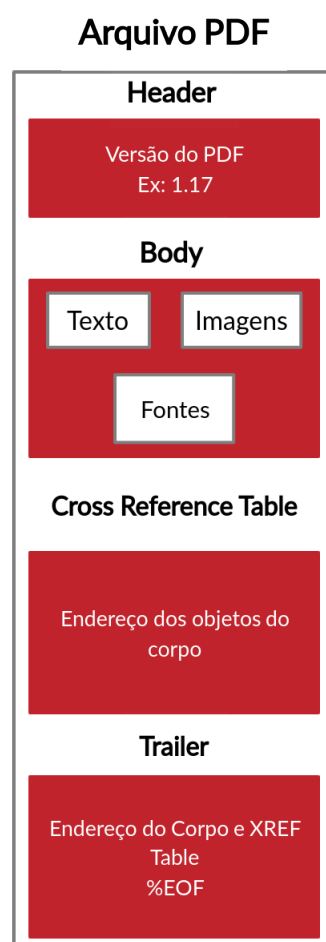 Arquivo PDF
Header
Versão do PDF
Ex: 1.17
Body
Texto
Imagens
Fontes
Cross Reference Table
Endereço dos objetos do
corpo
Trailer
Endereço do Corpo e XREF
Table
%EOF